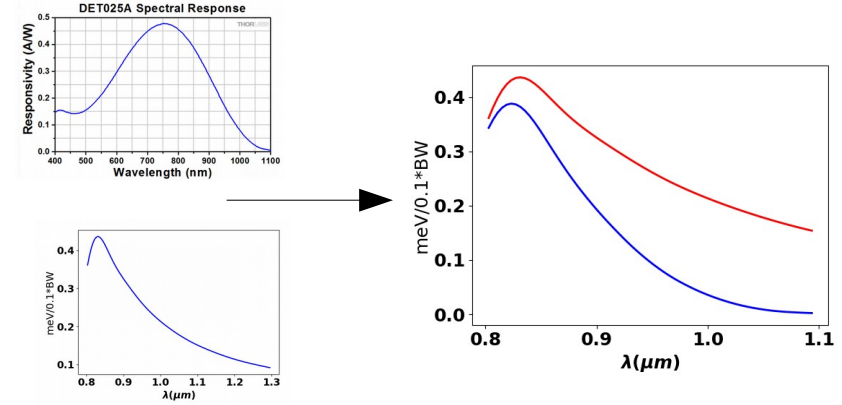 DET025A Spectral Response
THORLABS
Responsivity (A/W)
0.5
0.4
0.3
0.2
0.1
0.0
400 500 600 700 800 900 1000 1100
Wavelength (nm)
meV/0.1*BW
0.4
0.3
0.2
0.1
0.8 0.9 1.0 1.1 1.2 1.3
λ(μm)
meV/0.1*BW
0.4
0.3
0.2
0.1
0.0
0.8 0.9 1.0 1.1
λ(μm)